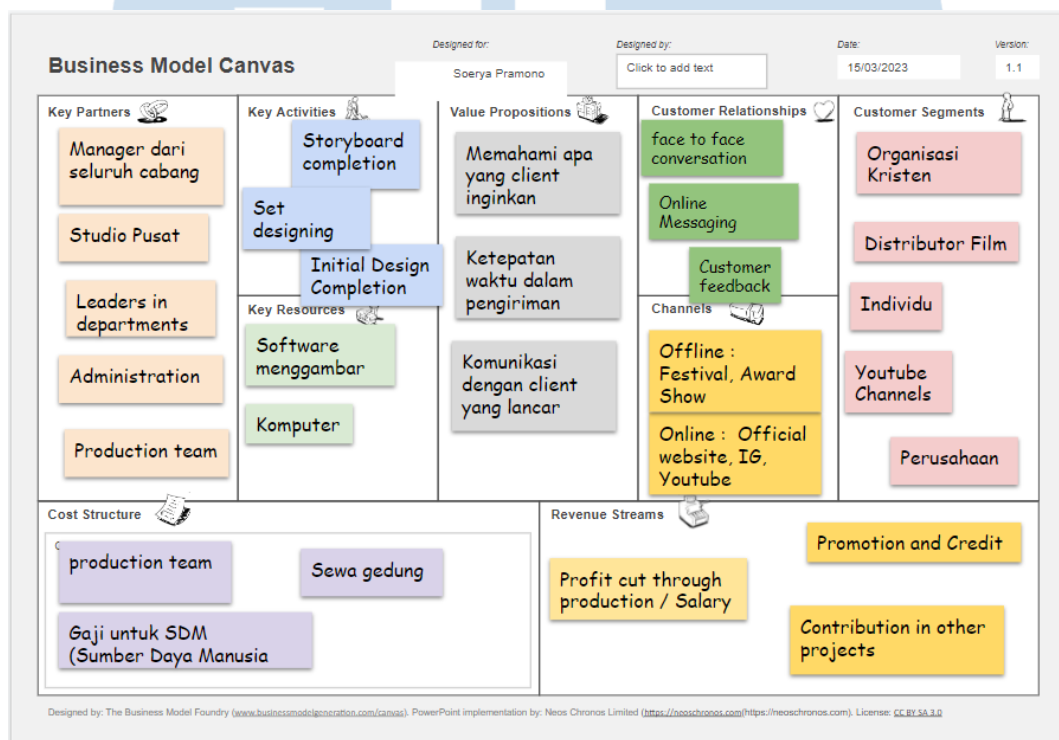 Designed for:
Designed by:
Date:
Version:
Business Model Canvas
Soerya Pramono
Click to add text
15/03/2023
1.1
Key Partners
Manager dari
seluruh cabang
Studio Pusat
Leaders in
departments
Administration
Production team
Key Activities
Storyboard
completion
Set
designing
Initial Design
Completion
Key Resources
Software
menggambar
Komputer
Value Propositions
Memahami apa
yang client
inginkan
Ketepatan
waktu dalam
pengiriman
Komunikasi
dengan client
yang lancar
Customer Relationships
face to face
conversation
Online
Messaging
Customer
feedback
Channels
Offline :
Festival, Award
Show
Online : Official
website, IG,
Youtube
Customer Segments
Organisasi
Kristen
Distributor Film
Individu
Youtube
Channels
Perusahaan
Cost Structure
production team
Sewa gedung
Gaji untuk SDM
(Sumber Daya Manusia
Revenue Streams
Promotion and Credit
Profit cut through
production / Salary
Contribution in other
projects
Designed by: The Business Model Foundry (www.businessmodelgeneration.com/canvas). PowerPoint implementation by: Neos Chronos Limited (https://neoschronos.com(https://neoschronos.com). License: CC BY SA 3.0